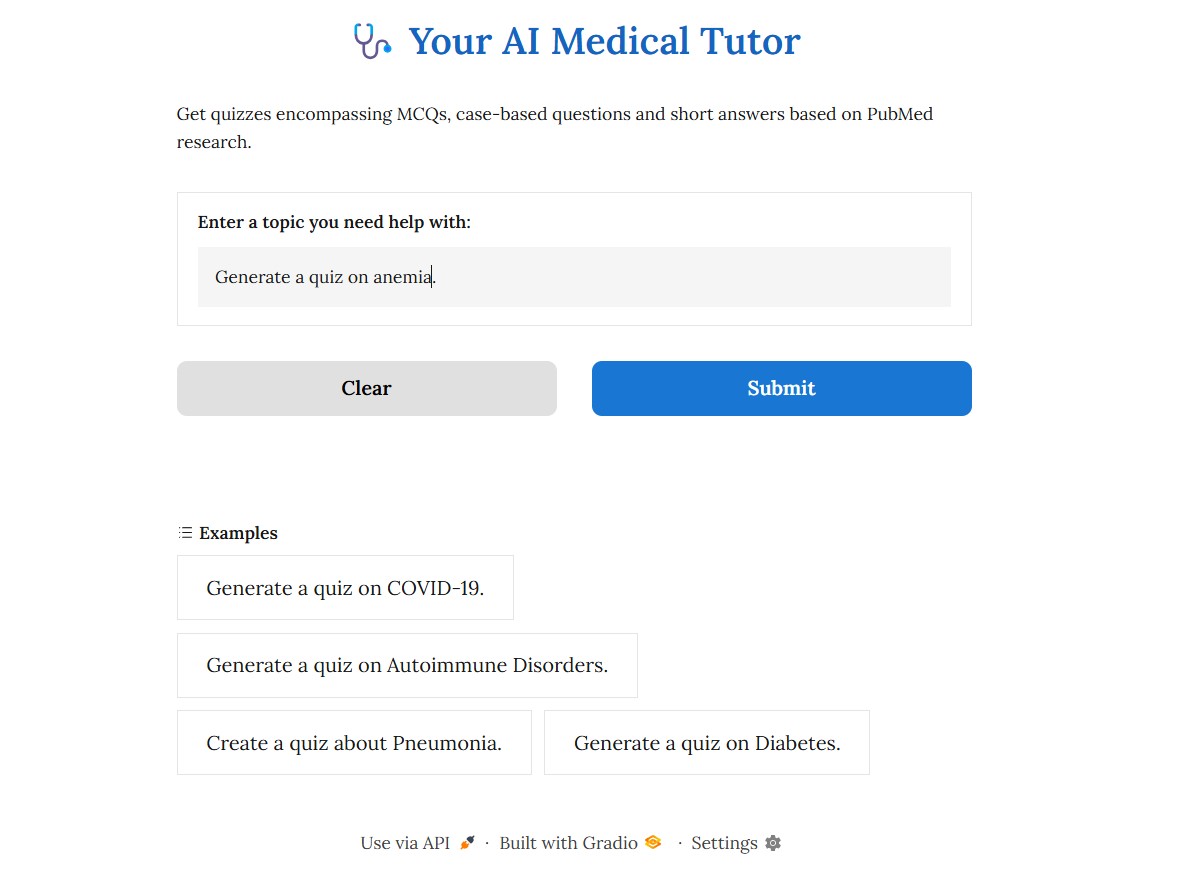 Your AI Medical Tutor
Get quizzes encompassing MCQs, case-based questions and short answers based on PubMed
research.
Enter a topic you need help with:
Generate a quiz on anemia.
Clear
Submit
Examples
Generate a quiz on COVID-19.
Generate a quiz on Autoimmune Disorders.
Create a quiz about Pneumonia.
Generate a quiz on Diabetes.
Use via API · Built with Gradio · Settings